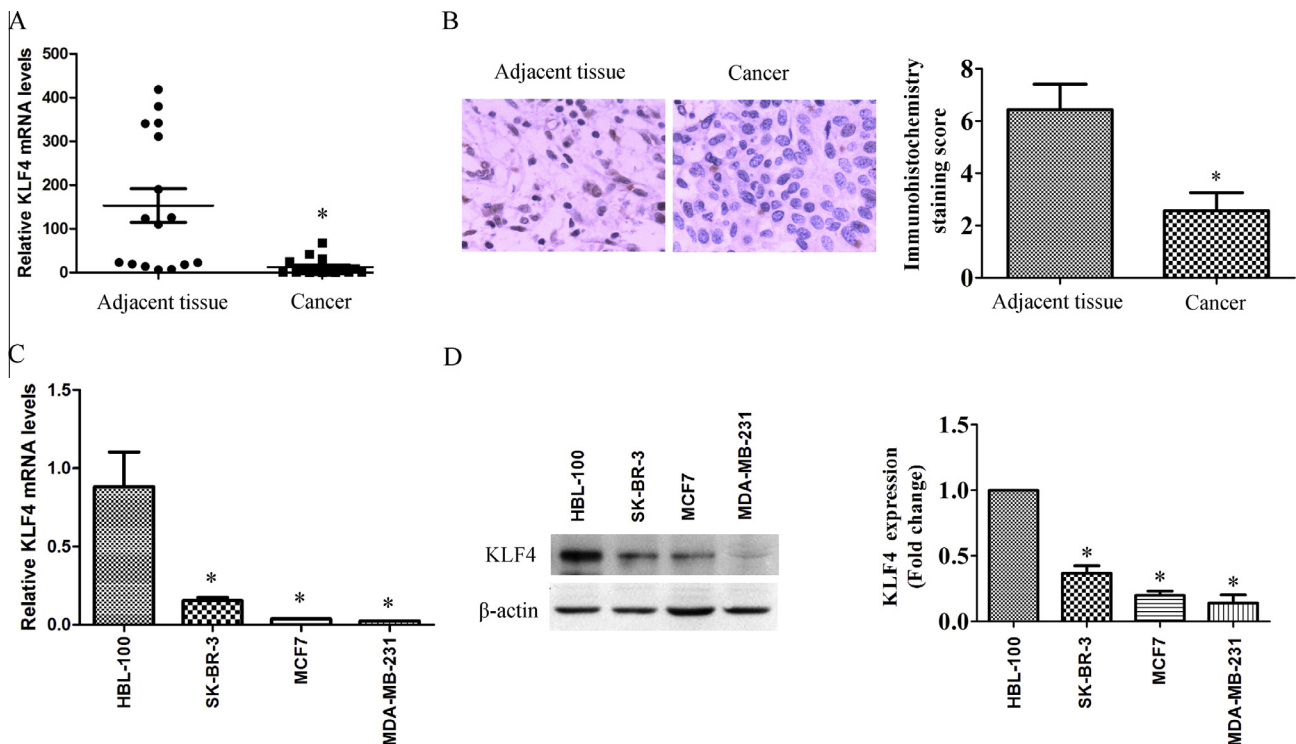 A
Relative KLF4 mRNA levels
500
400
300
200
100
0
*
Adjacent tissue
Cancer
B
Adjacent tissue
Cancer
Immunohistochemistry
staining score
8
6
4
2
0
*
Adjacent tissue
Cancer
C
Relative KLF4 mRNA levels
1.5
1.0
0.5
0.0
*
*
*
HBL-100
SK-BR-3
MCF7
MDA-MB-231
D
HBL-100
SK-BR-3
MCF7
MDA-MB-231
KLF4
β-actin
KLF4 expression
(Fold change)
1.5
1.0
0.5
0.0
*
*
*
HBL-100
SK-BR-3
MCF7
MDA-MB-231